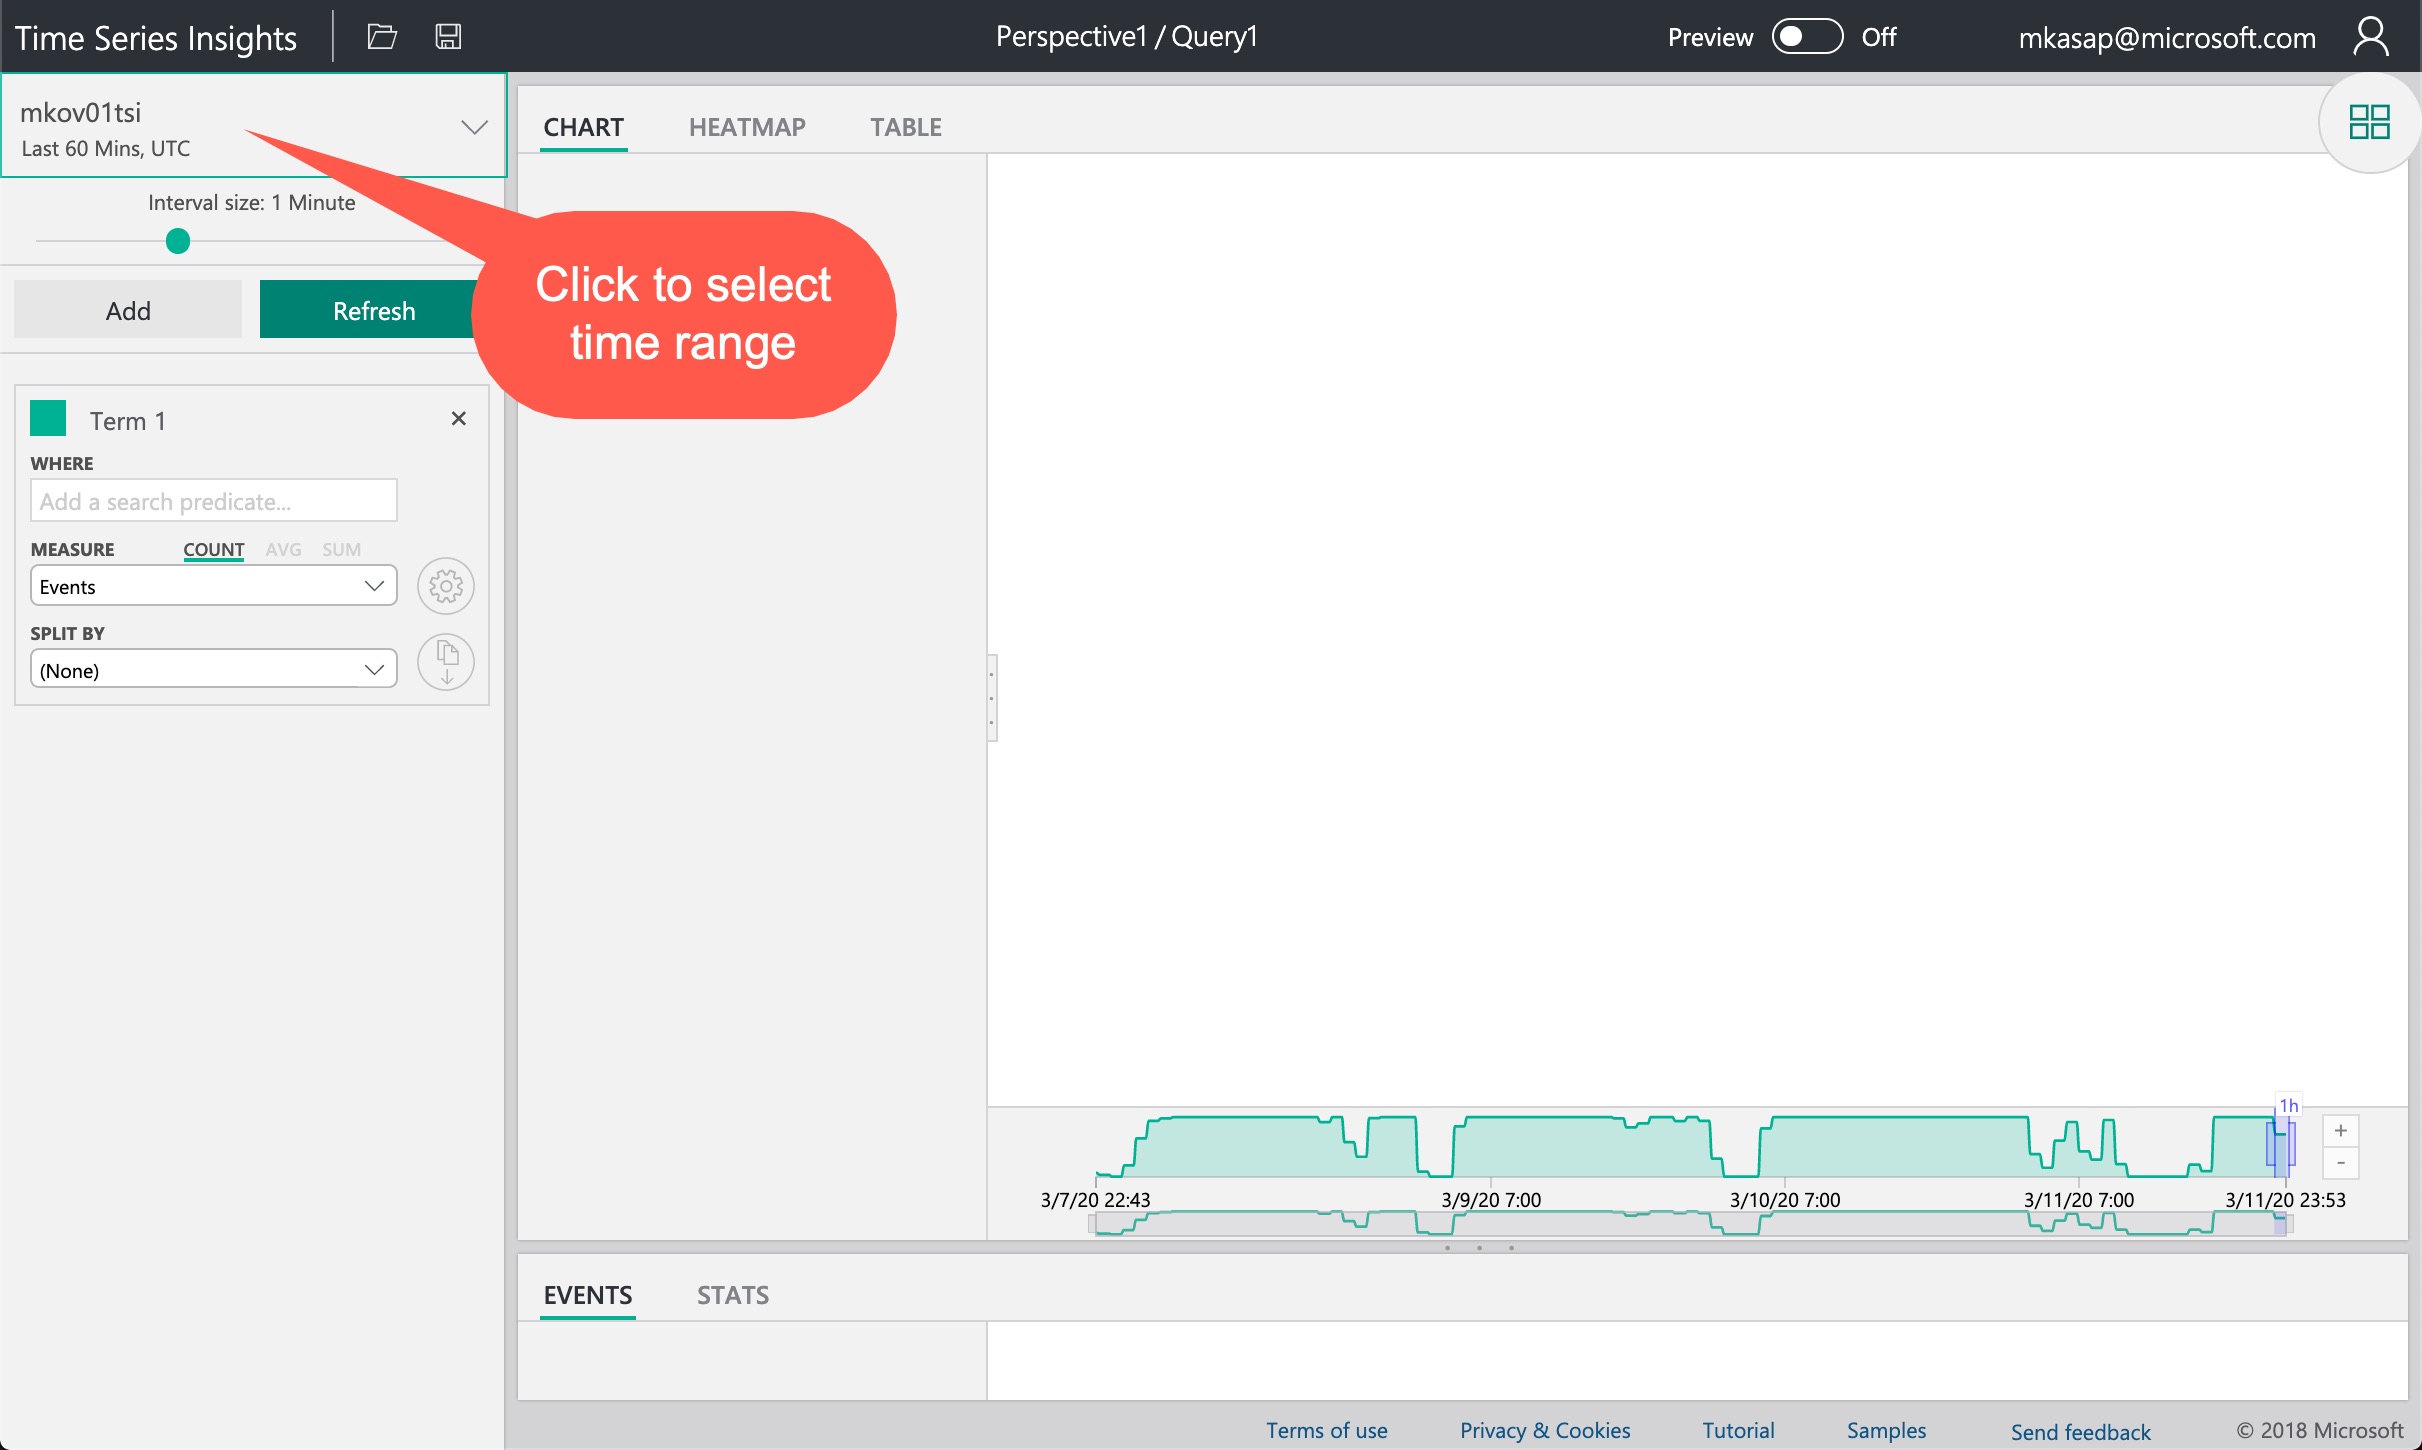 Time Series Insights
Perspective1 / Query1
Preview
Off
mkasap@microsoft.com
mkov01tsi
Last 60 Mins, UTC
Interval size: 1 Minute
Add
Refresh
Click to select
time range
Term 1
WHERE
Add a search predicate...
MEASURE COUNT AVG SUM
Events
SPLIT BY
(None)
CHART HEATMAP TABLE
1h
+
-
3/7/20 22:43 3/9/20 7:00 3/10/20 7:00 3/11/20 7:00 3/11/20 23:53
EVENTS STATS
Terms of use Privacy & Cookies Tutorial Samples Send feedback © 2018 Microsoft